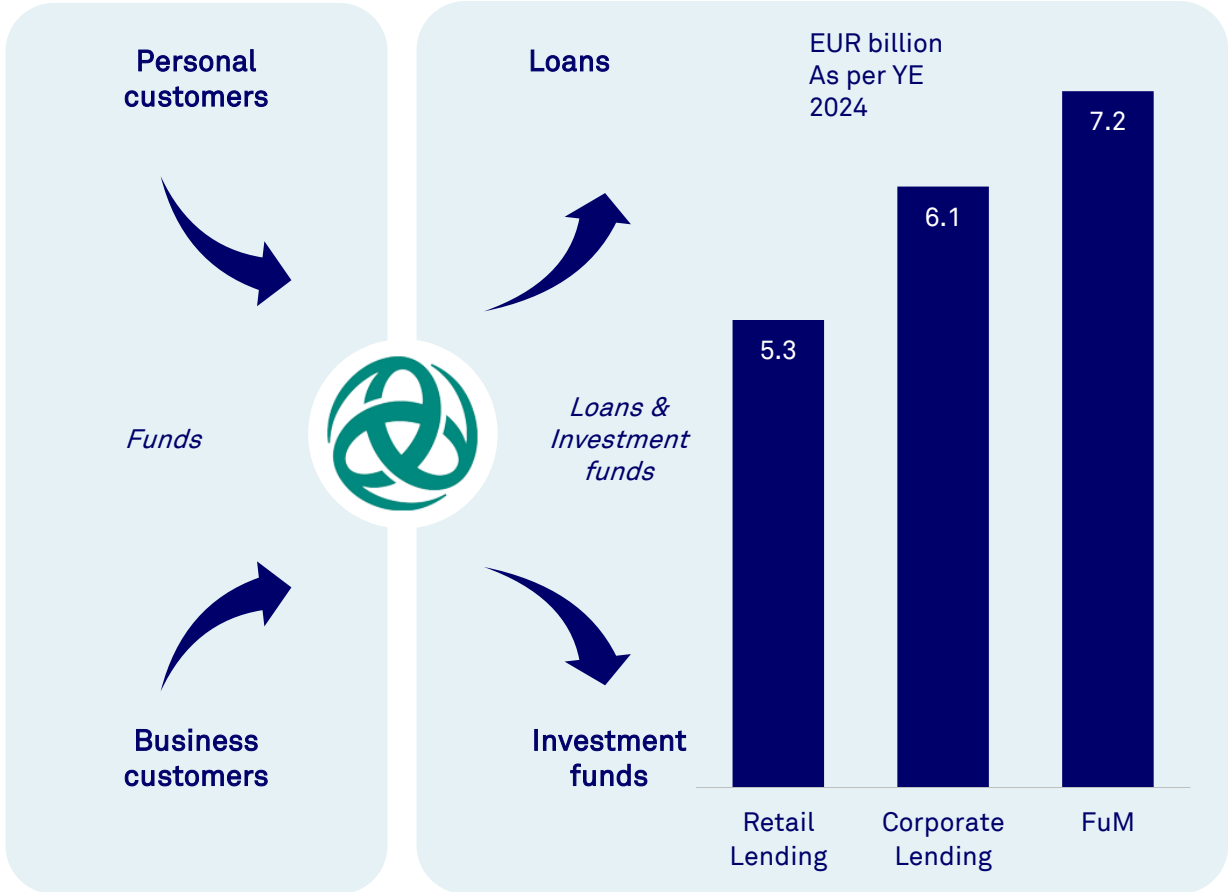 Personal
customers
Funds
Business
customers
Loans
Loans &
Investment
funds
Investment
funds
EUR billion
As per YE
2024
5.3
6.1
7.2
Retail
Lending
Corporate
Lending
FuM